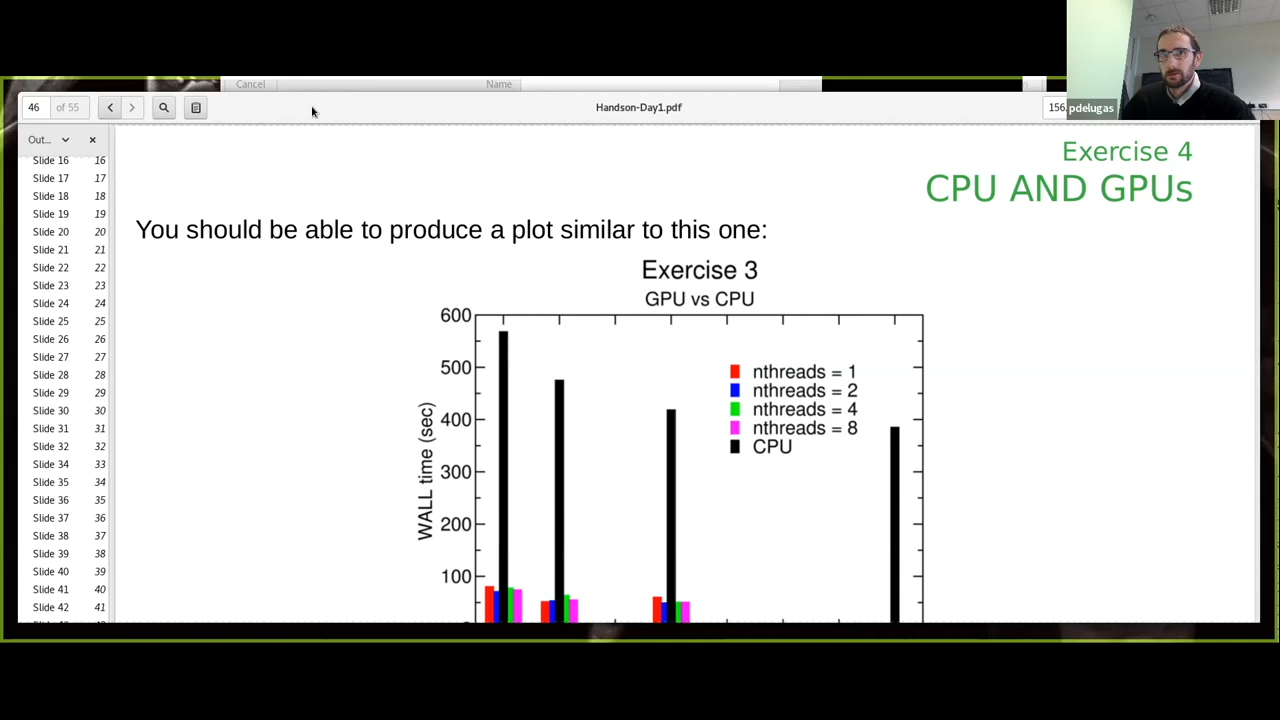 Cancel
Name
46 of 55
Handson-Day1.pdf
156.
pdelugas
Out...
Slide 16 16
Slide 17 17
Slide 18 18
Slide 19 19
Slide 20 20
Slide 21 21
Slide 22 22
Slide 23 23
Slide 24 24
Slide 25 25
Slide 26 26
Slide 27 27
Slide 28 28
Slide 29 29
Slide 30 30
Slide 31 31
Slide 32 32
Slide 34 33
Slide 35 34
Slide 36 35
Slide 37 36
Slide 38 37
Slide 39 38
Slide 40 39
Slide 41 40
Slide 42 41
Exercise 4
CPU AND GPUs
You should be able to produce a plot similar to this one:
Exercise 3
GPU vs CPU
600
500
400
300
200
100
WALL time (sec)
nthreads = 1
nthreads = 2
nthreads = 4
nthreads = 8
CPU